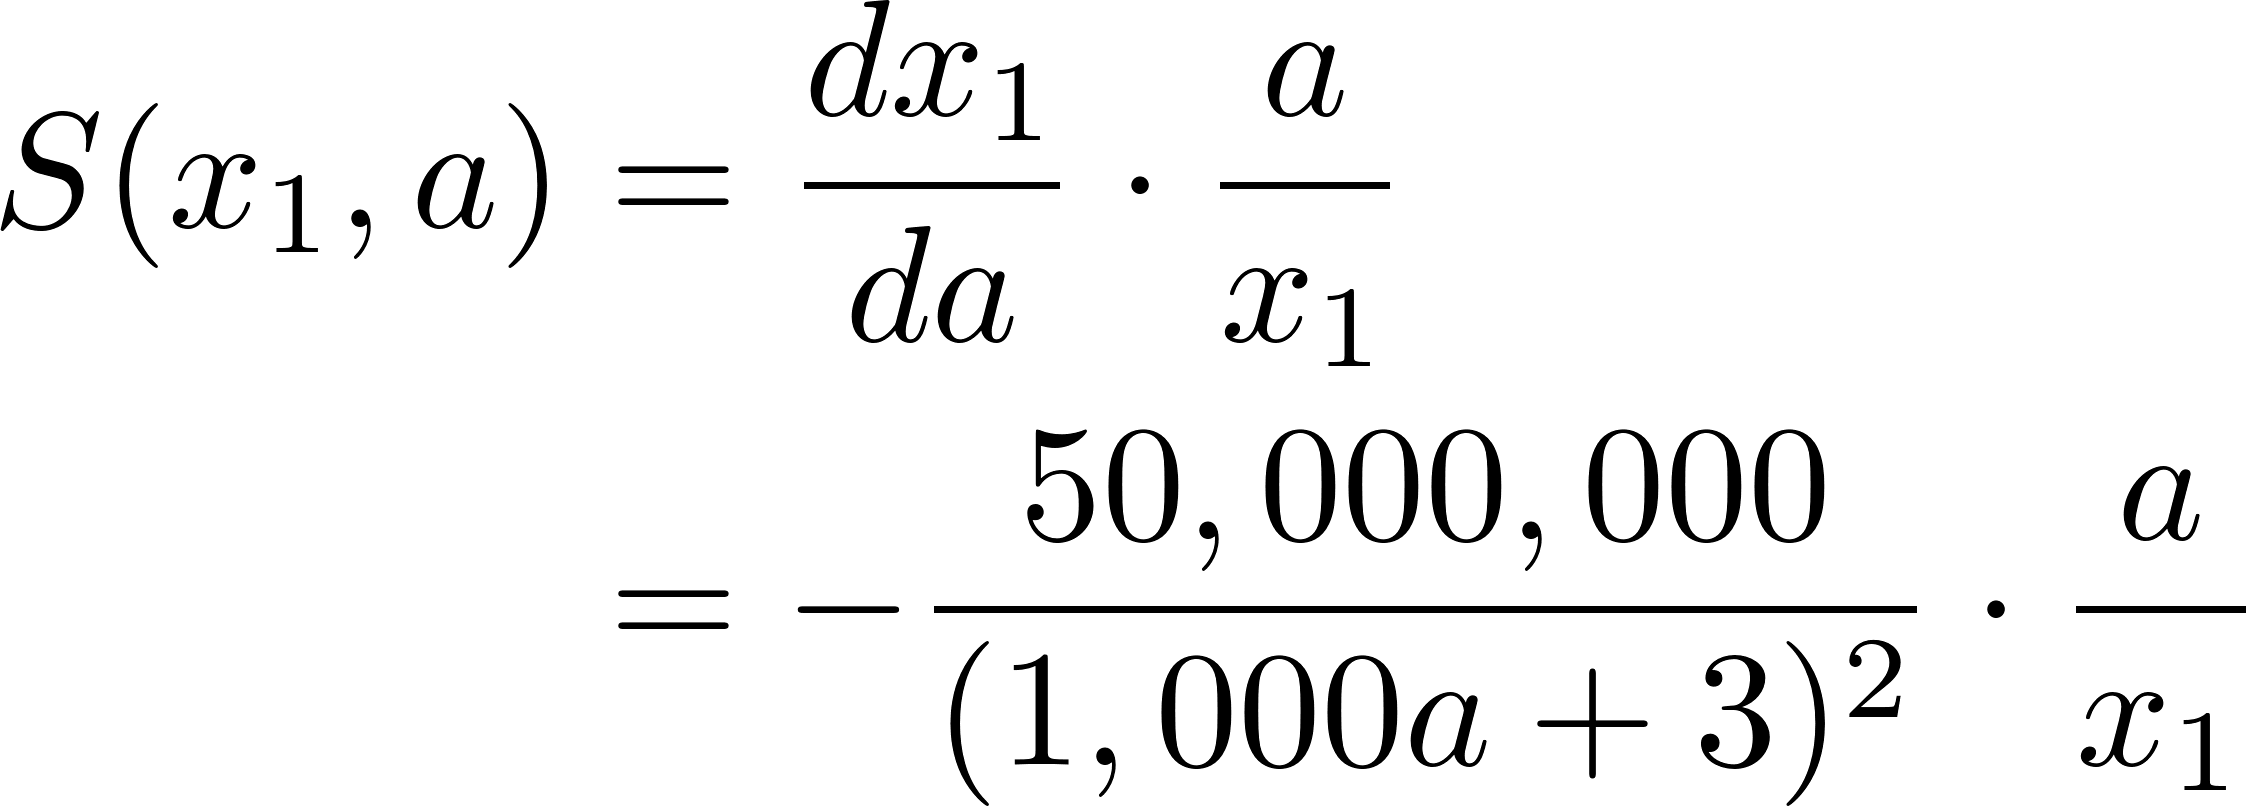 S(x_1, a) = \frac{dx_1}{da} \cdot \frac{a}{x_1}
= -\frac{50,000,000}{(1,000a + 3)^2} \cdot \frac{a}{x_1}